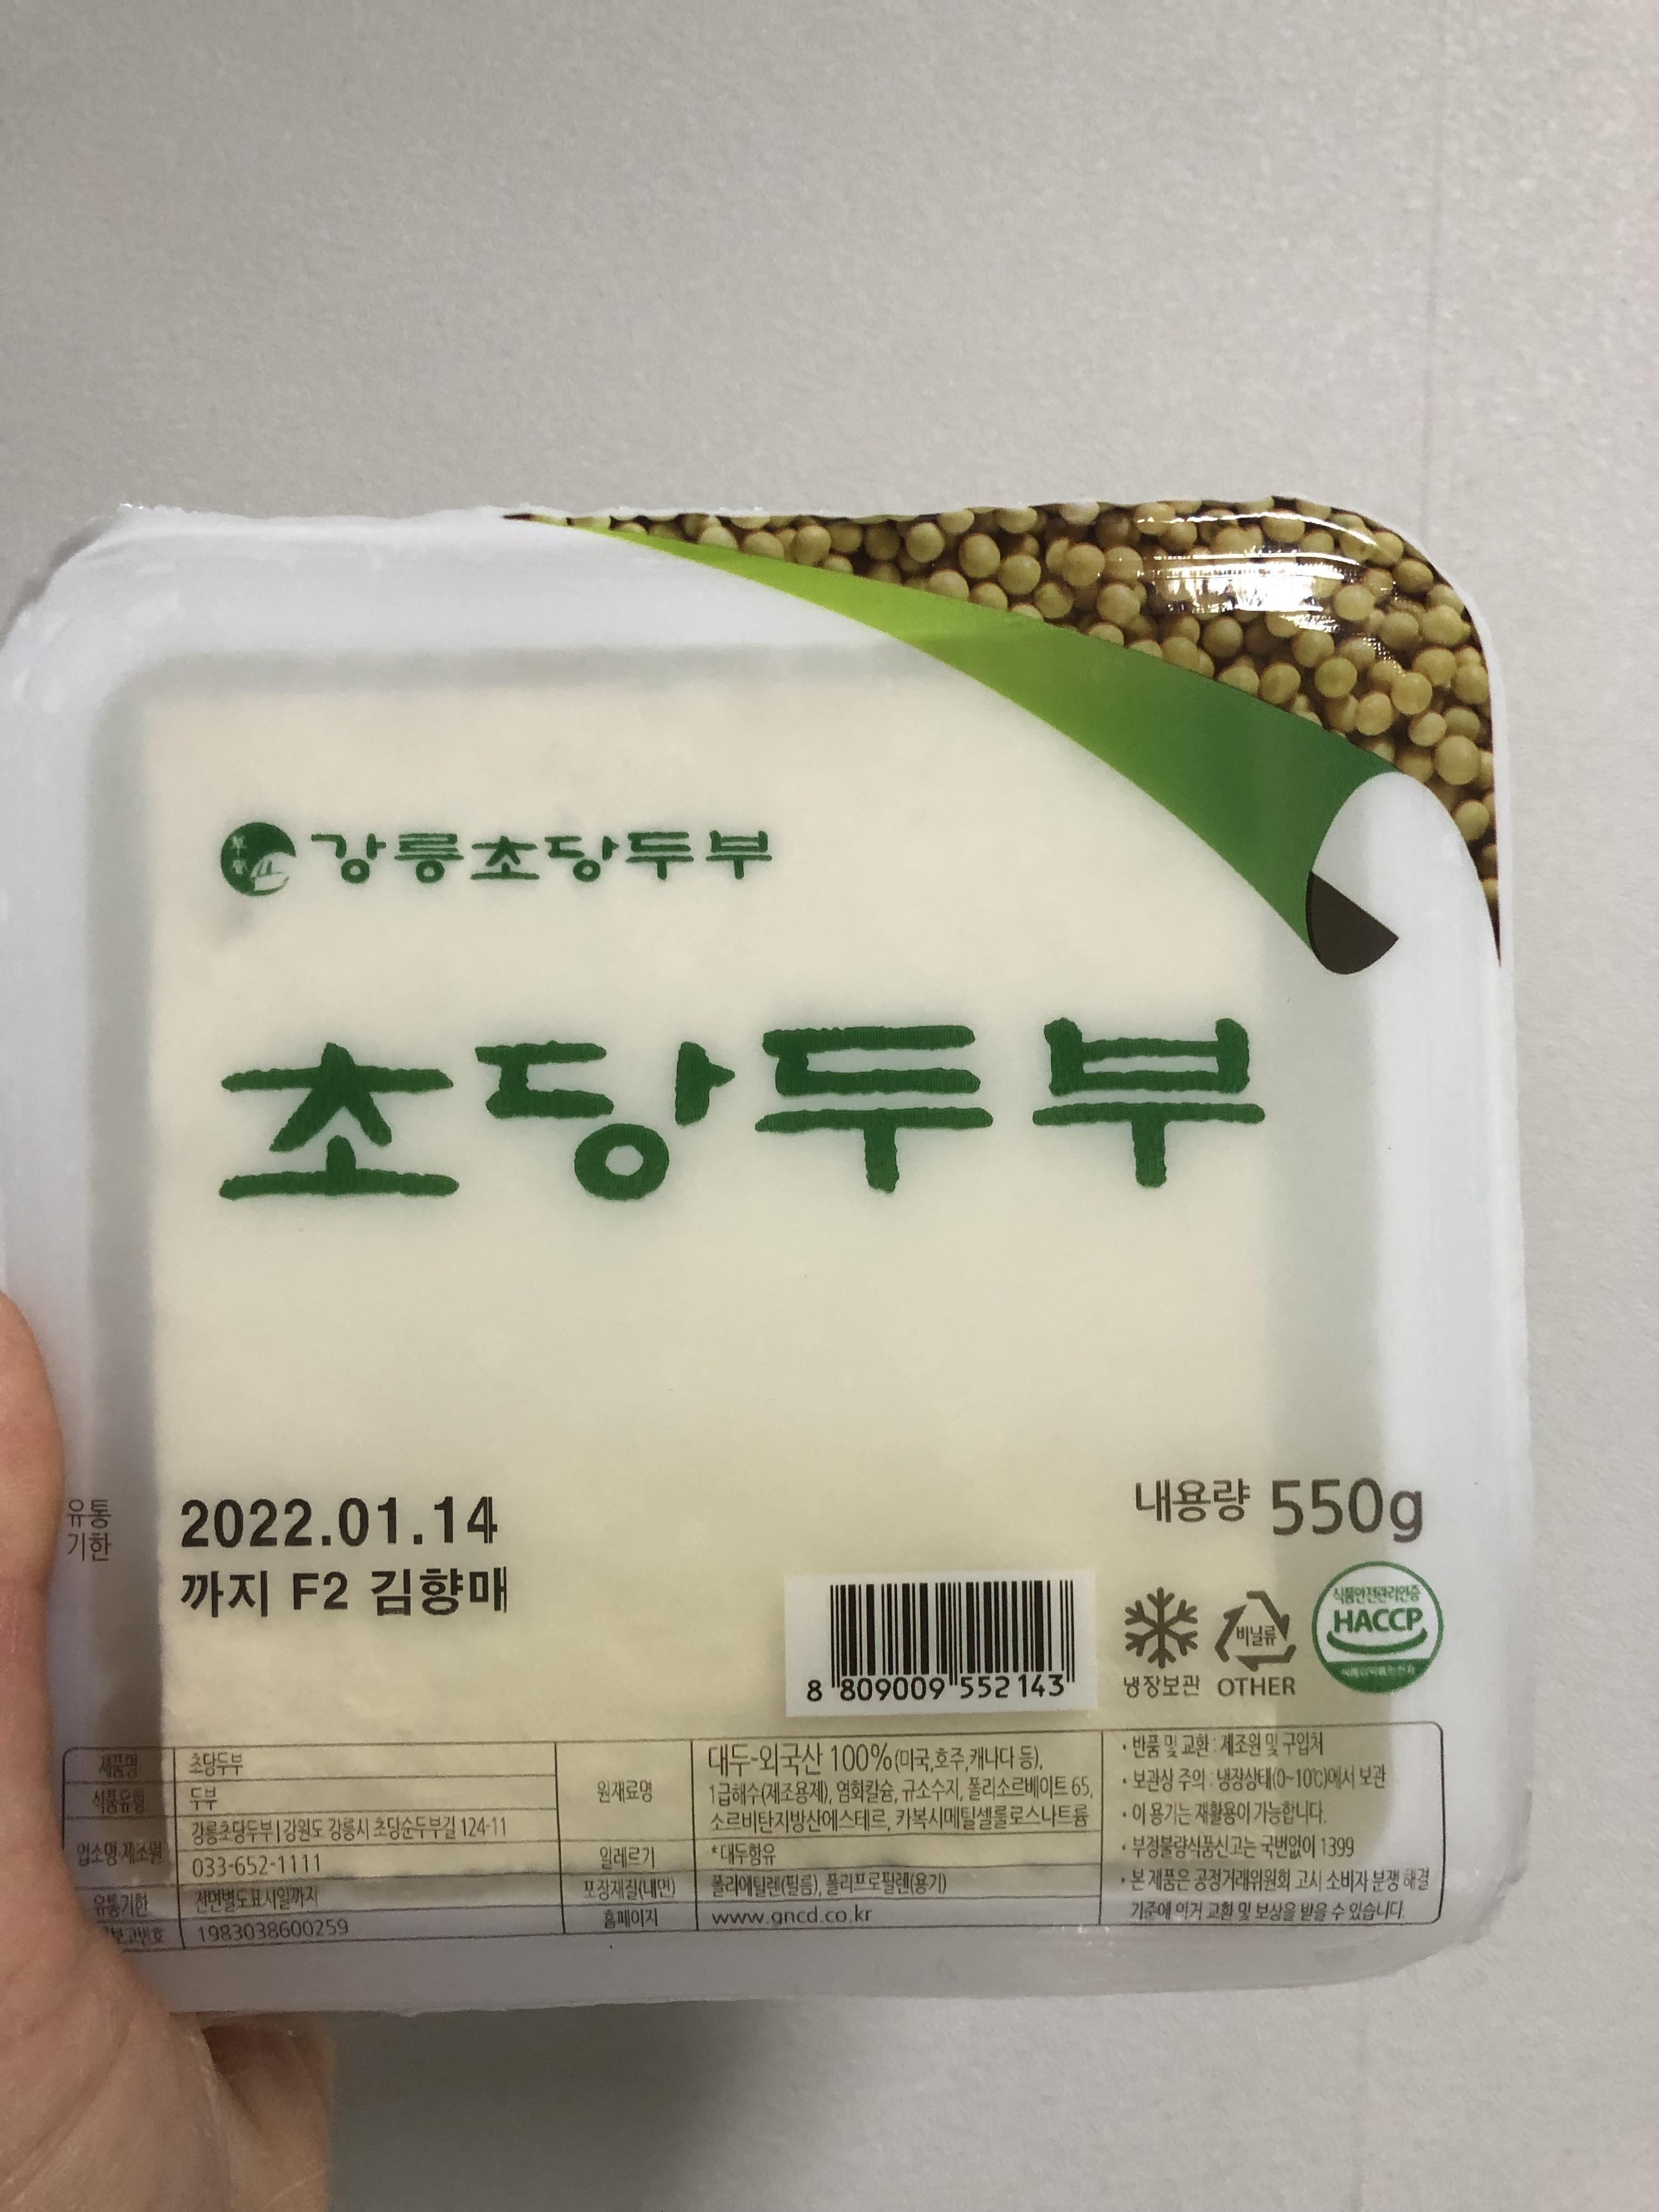 강릉초당두부
초당두부
유통
기한
2022.01.14
까지 F2 김향매
내용량 550g
8 809009 552143
냉장보관
비닐류
OTHER
식품안전관리인증
HACCP
제품명 초당두부
식품유형 두부
업소명·제조원 강릉초당두부 | 강원도 강릉시 초당순두부길 124-11
033-652-1111
유통기한 전면별도표시일까지
보고번호 1983038600259
원재료명
대두-외국산 100%(미국,호주,캐나다 등),
1급해수(제조용제), 염화칼슘, 규소수지, 폴리소르베이트 65,
소르비탄지방산에스테르, 카복시메틸셀룰로스나트륨
알레르기 *대두함유
포장재질(내면) 폴리에틸렌(필름), 폴리프로필렌(용기)
홈페이지 www.gncd.co.kr
• 반품 및 교환 : 제조원 및 구입처
• 보관상 주의 : 냉장상태(0~10℃)에서 보관
• 이 용기는 재활용이 가능합니다.
• 부정불량식품신고는 국번없이 1399
• 본 제품은 공정거래위원회 고시 소비자 분쟁 해결
기준에 의거 교환 및 보상을 받을 수 있습니다.